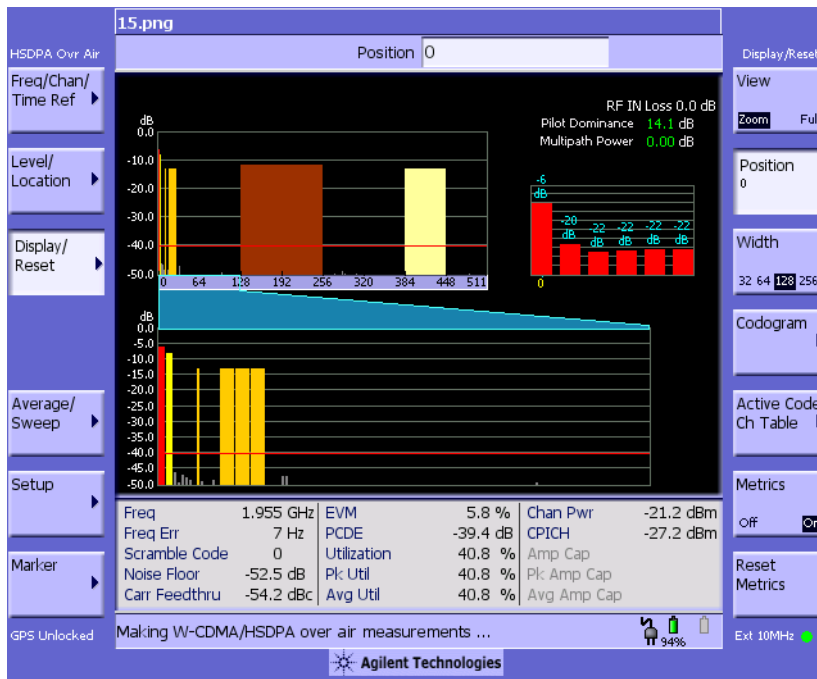 15.png
HSDPA Ovr Air
Position 0
Display/Reset
Freq/Chan/
Time Ref
Level/
Location
Display/
Reset
Average/
Sweep
Setup
Marker
GPS Unlocked
RF IN Loss 0.0 dB
Pilot Dominance 14.1 dB
Multipath Power 0.00 dB
dB
0.0
-10.0
-20.0
-30.0
-40.0
-50.0
0 64 128 192 256 320 384 448 511
-6 dB
-20 dB
-22 dB
-22 dB
-22 dB
-22 dB
0
dB
0.0
-5.0
-10.0
-15.0
-20.0
-25.0
-30.0
-35.0
-40.0
-45.0
-50.0
Freq 1.955 GHz
Freq Err 7 Hz
Scramble Code 0
Noise Floor -52.5 dB
Carr Feedthru -54.2 dBc
EVM 5.8 %
PCDE -39.4 dB
Utilization 40.8 %
Pk Util 40.8 %
Avg Util 40.8 %
Chan Pwr -21.2 dBm
CPICH -27.2 dBm
Amp Cap
Pk Amp Cap
Avg Amp Cap
Making W-CDMA/HSDPA over air measurements ...
94%
Agilent Technologies
View
Zoom Ful
Position
0
Width
32 64 128 256
Codogram
Active Code
Ch Table
Metrics
Off On
Reset
Metrics
Ext 10MHz